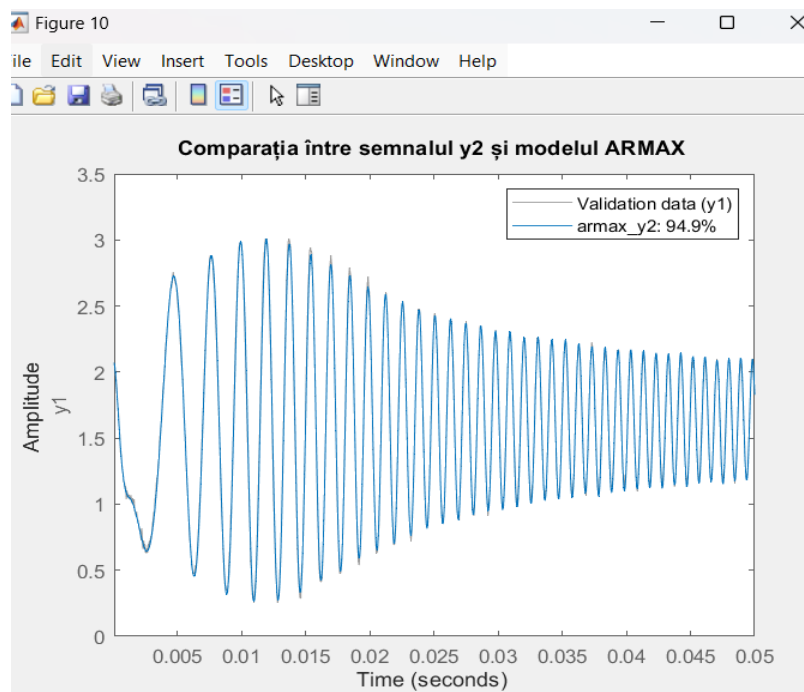 Figure 10
ile Edit View Insert Tools Desktop Window Help
Comparația între semnalul y2 și modelul ARMAX
Validation data (y1)
armax_y2: 94.9%
3.5
3
2.5
2
1.5
1
0.5
0
Amplitude
y1
0.005 0.01 0.015 0.02 0.025 0.03 0.035 0.04 0.045 0.05
Time (seconds)